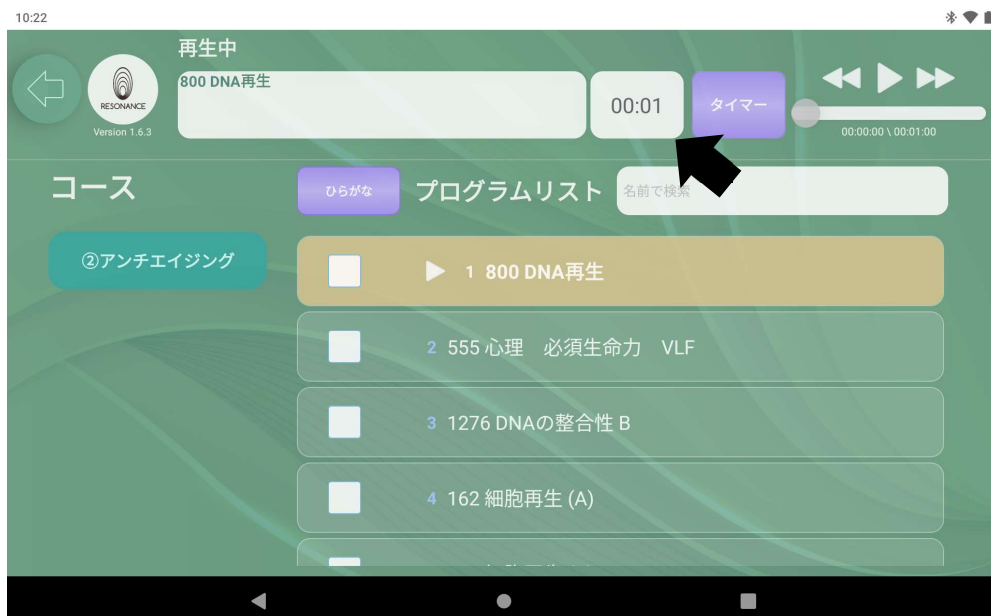 10:22
再生中
800 DNA再生
00:01
タイマー
RESONANCE
Version 1.6.3
00:00:00 \ 00:01:00
コース
ひらがな
プログラムリスト
名前で検索
②アンチエイジング
1 800 DNA再生
2 555 心理　必須生命力　VLF
3 1276 DNAの整合性 B
4 162 細胞再生 (A)